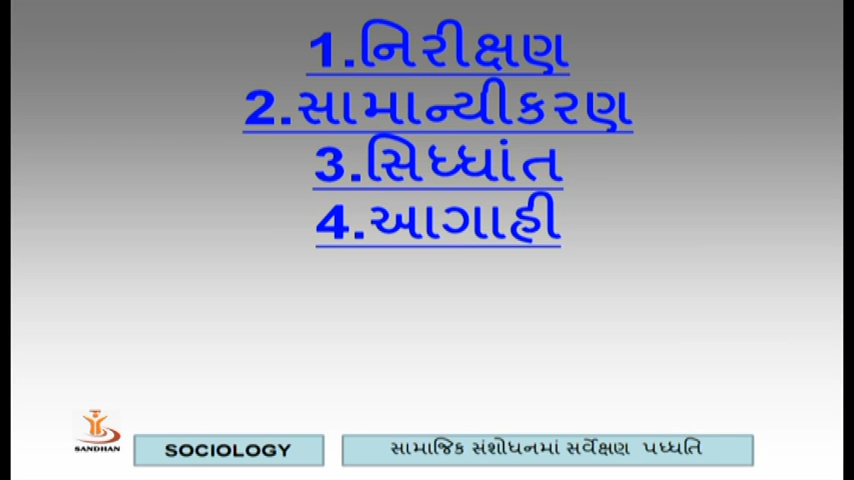 1.નિરીક્ષણ
2.સામાન્યીકરણ
3.સિધ્ધાંત
4.આગાહી
SANDHAN
SOCIOLOGY
સામાજિક સંશોધનમાં સર્વેક્ષણ પધ્ધતિ